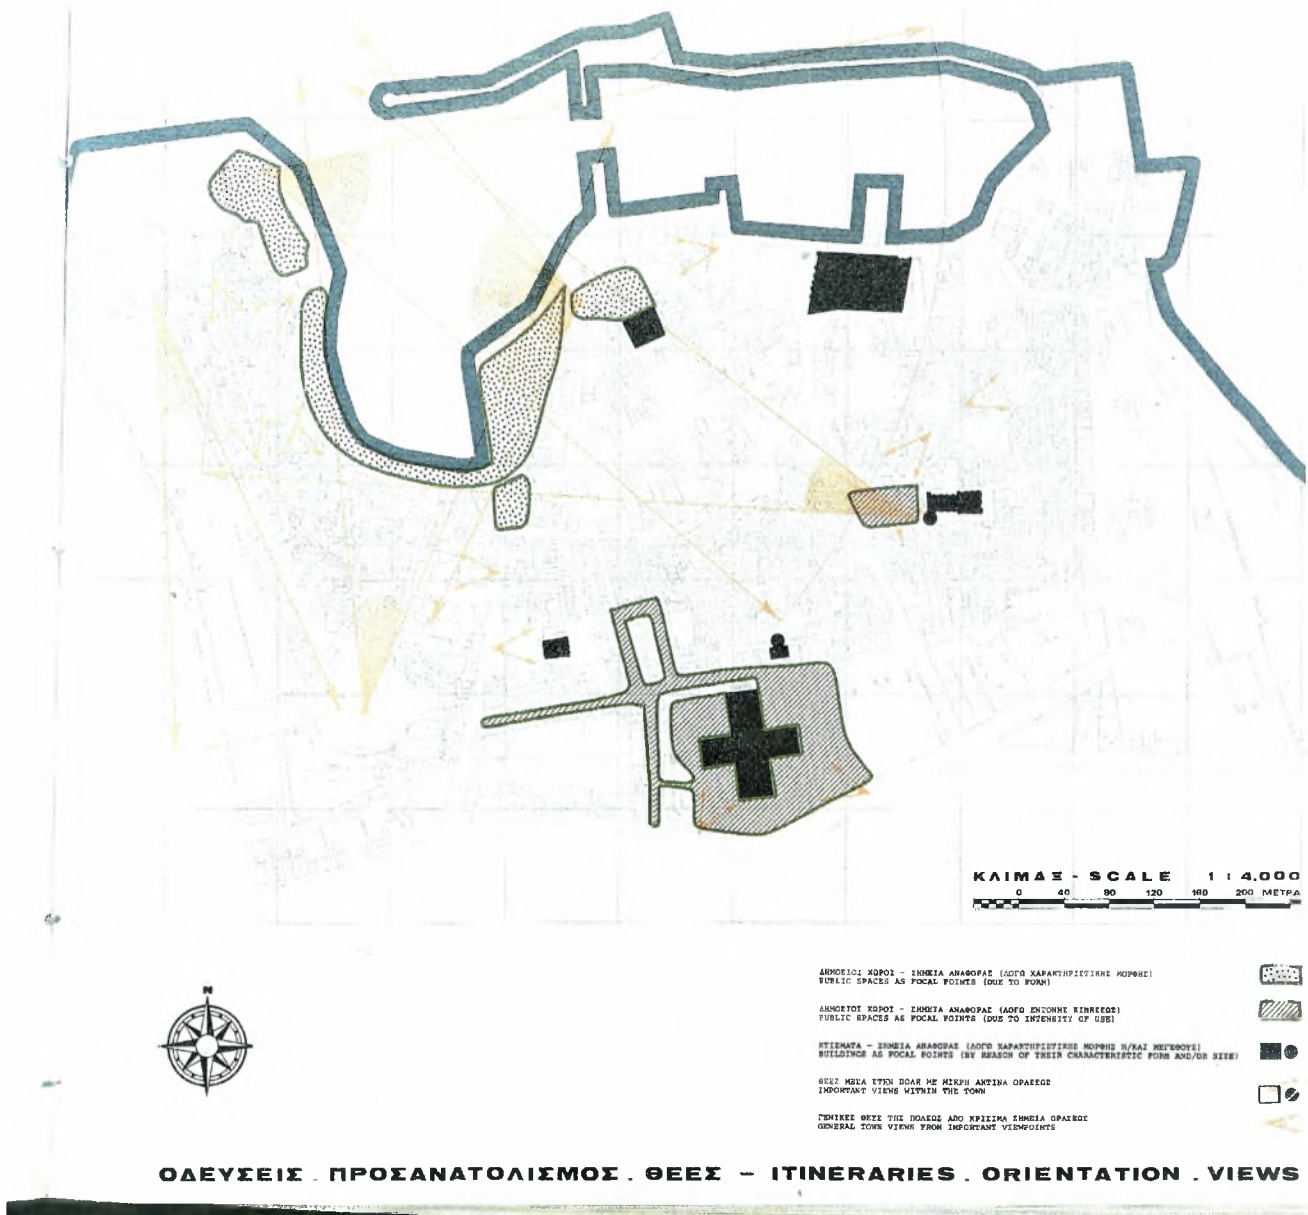 ΚΛΙΜΑΞ - SCALE 1 : 4.000
0 40 80 120 160 200 ΜΕΤΡΑ
N
ΔΗΜΟΣΙΟΙ ΧΩΡΟΙ - ΣΗΜΕΙΑ ΑΝΑΦΟΡΑΣ (ΛΟΓΩ ΧΑΡΑΚΤΗΡΙΣΤΙΚΗΣ ΜΟΡΦΗΣ)
PUBLIC SPACES AS FOCAL POINTS (DUE TO FORM)
ΔΗΜΟΣΙΟΙ ΧΩΡΟΙ - ΣΗΜΕΙΑ ΑΝΑΦΟΡΑΣ (ΛΟΓΩ ΕΝΤΟΝΗΣ ΚΙΝΗΣΕΩΣ)
PUBLIC SPACES AS FOCAL POINTS (DUE TO INTENSITY OF USE)
ΚΤΙΣΜΑΤΑ - ΣΗΜΕΙΑ ΑΝΑΦΟΡΑΣ (ΛΟΓΩ ΧΑΡΑΚΤΗΡΙΣΤΙΚΗΣ ΜΟΡΦΗΣ Η/ΚΑΙ ΜΕΓΕΘΟΥΣ)
BUILDINGS AS FOCAL POINTS (BY REASON OF THEIR CHARACTERISTIC FORM AND/OR SIZE)
ΘΕΕΣ ΜΕΣΑ ΣΤΗΝ ΠΟΛΗ ΜΕ ΜΙΚΡΗ ΑΚΤΙΝΑ ΟΡΑΣΕΩΣ
IMPORTANT VIEWS WITHIN THE TOWN
ΓΕΝΙΚΕΣ ΘΕΕΣ ΤΗΣ ΠΟΛΕΩΣ ΑΠΟ ΚΡΙΣΙΜΑ ΣΗΜΕΙΑ ΟΡΑΣΕΩΣ
GENERAL TOWN VIEWS FROM IMPORTANT VIEWPOINTS
ΟΔΕΥΣΕΙΣ . ΠΡΟΣΑΝΑΤΟΛΙΣΜΟΣ . ΘΕΕΣ - ITINERARIES . ORIENTATION . VIEWS